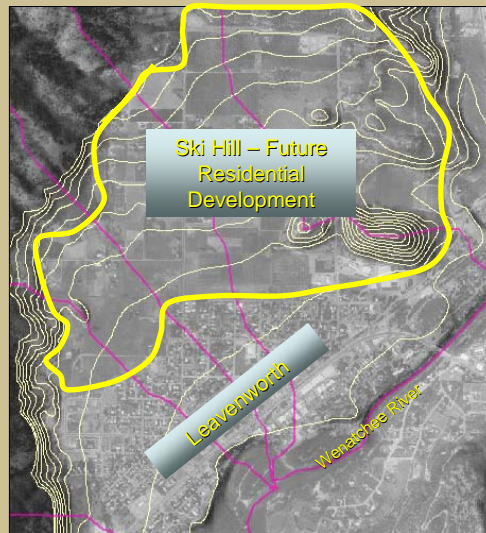 Ski Hill – Future
Residential
Development
Leavenworth
Wenatchee River